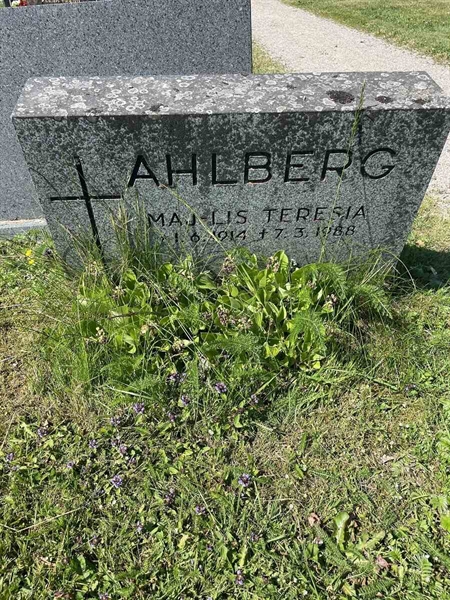 AHLBERG
MAJ-LIS TERESIA
1.6.1914 † 7.3.1988